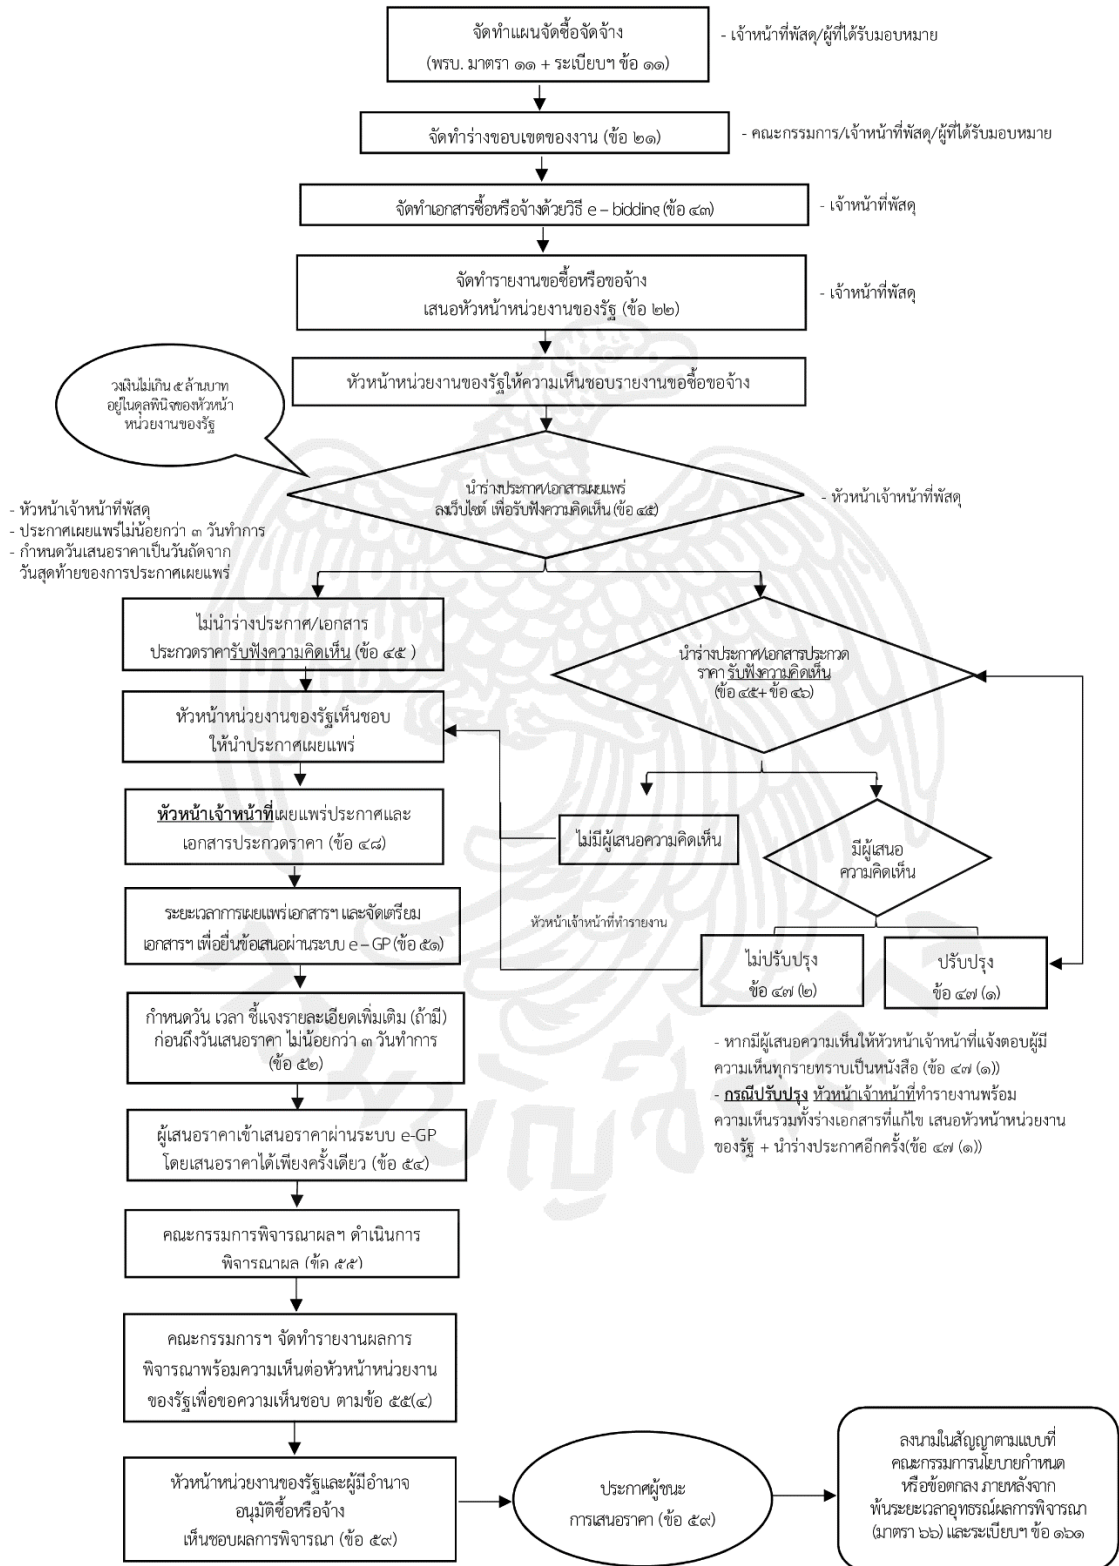 จัดทำแผนจัดซื้อจัดจ้าง
(พรบ. มาตรา ๑๑ + ระเบียบฯ ข้อ ๑๑)
- เจ้าหน้าที่พัสดุ/ผู้ที่ได้รับมอบหมาย
จัดทำร่างขอบเขตของงาน (ข้อ ๒๑)
- คณะกรรมการ/เจ้าหน้าที่พัสดุ/ผู้ที่ได้รับมอบหมาย
จัดทำเอกสารซื้อหรือจ้างด้วยวิธี e – bidding (ข้อ ๔๓)
- เจ้าหน้าที่พัสดุ
จัดทำรายงานขอซื้อหรือขอจ้าง
เสนอหัวหน้าหน่วยงานของรัฐ (ข้อ ๒๒)
- เจ้าหน้าที่พัสดุ
หัวหน้าหน่วยงานของรัฐให้ความเห็นชอบรายงานขอซื้อขอจ้าง
วงเงินไม่เกิน ๕ ล้านบาท
อยู่ในดุลพินิจของหัวหน้า
หน่วยงานของรัฐ
นำร่างประกาศ/เอกสารเผยแพร่
ลงเว็บไซต์ เพื่อรับฟังความคิดเห็น (ข้อ ๔๕)
- หัวหน้าเจ้าหน้าที่พัสดุ
- หัวหน้าเจ้าหน้าที่พัสดุ
- ประกาศเผยแพร่ไม่น้อยกว่า ๓ วันทำการ
- กำหนดวันเสนอราคาเป็นวันถัดจาก
วันสุดท้ายของการประกาศเผยแพร่
ไม่นำร่างประกาศ/เอกสาร
ประกวดราคารับฟังความคิดเห็น (ข้อ ๔๕ )
นำร่างประกาศ/เอกสารประกวด
ราคา รับฟังความคิดเห็น
(ข้อ ๔๕+ ข้อ ๔๖)
หัวหน้าหน่วยงานของรัฐเห็นชอบ
ให้นำประกาศเผยแพร่
หัวหน้าเจ้าหน้าที่เผยแพร่ประกาศและ
เอกสารประกวดราคา (ข้อ ๔๘)
ไม่มีผู้เสนอความคิดเห็น
มีผู้เสนอ
ความคิดเห็น
ระยะเวลาการเผยแพร่เอกสารฯ และจัดเตรียม
เอกสารฯ เพื่อยื่นข้อเสนอผ่านระบบ e – GP (ข้อ ๕๑)
หัวหน้าเจ้าหน้าที่ทำรายงาน
ไม่ปรับปรุง
ข้อ ๔๗ (๒)
ปรับปรุง
ข้อ ๔๗ (๑)
กำหนดวัน เวลา ชี้แจงรายละเอียดเพิ่มเติม (ถ้ามี)
ก่อนถึงวันเสนอราคา ไม่น้อยกว่า ๓ วันทำการ
(ข้อ ๕๒)
- หากมีผู้เสนอความเห็นให้หัวหน้าเจ้าหน้าที่แจ้งตอบผู้มี
ความเห็นทุกรายทราบเป็นหนังสือ (ข้อ ๔๗ (๑))
- กรณีปรับปรุง หัวหน้าเจ้าหน้าที่ทำรายงานพร้อม
ความเห็นรวมทั้งร่างเอกสารที่แก้ไข เสนอหัวหน้าหน่วยงาน
ของรัฐ + นำร่างประกาศอีกครั้ง(ข้อ ๔๗ (๑))
ผู้เสนอราคาเข้าเสนอราคาผ่านระบบ e-GP
โดยเสนอราคาได้เพียงครั้งเดียว (ข้อ ๕๔)
คณะกรรมการพิจารณาผลฯ ดำเนินการ
พิจารณาผล (ข้อ ๕๕)
คณะกรรมการฯ จัดทำรายงานผลการ
พิจารณาพร้อมความเห็นต่อหัวหน้าหน่วยงาน
ของรัฐเพื่อขอความเห็นชอบ ตามข้อ ๕๕(๔)
หัวหน้าหน่วยงานของรัฐและผู้มีอำนาจ
อนุมัติซื้อหรือจ้าง
เห็นชอบผลการพิจารณา (ข้อ ๕๙)
ประกาศผู้ชนะ
การเสนอราคา (ข้อ ๕๙)
ลงนามในสัญญาตามแบบที่
คณะกรรมการนโยบายกำหนด
หรือข้อตกลง ภายหลังจาก
พ้นระยะเวลาอุทธรณ์ผลการพิจารณา
(มาตรา ๖๖) และระเบียบฯ ข้อ ๑๖๑
กรมบัญชีกลาง